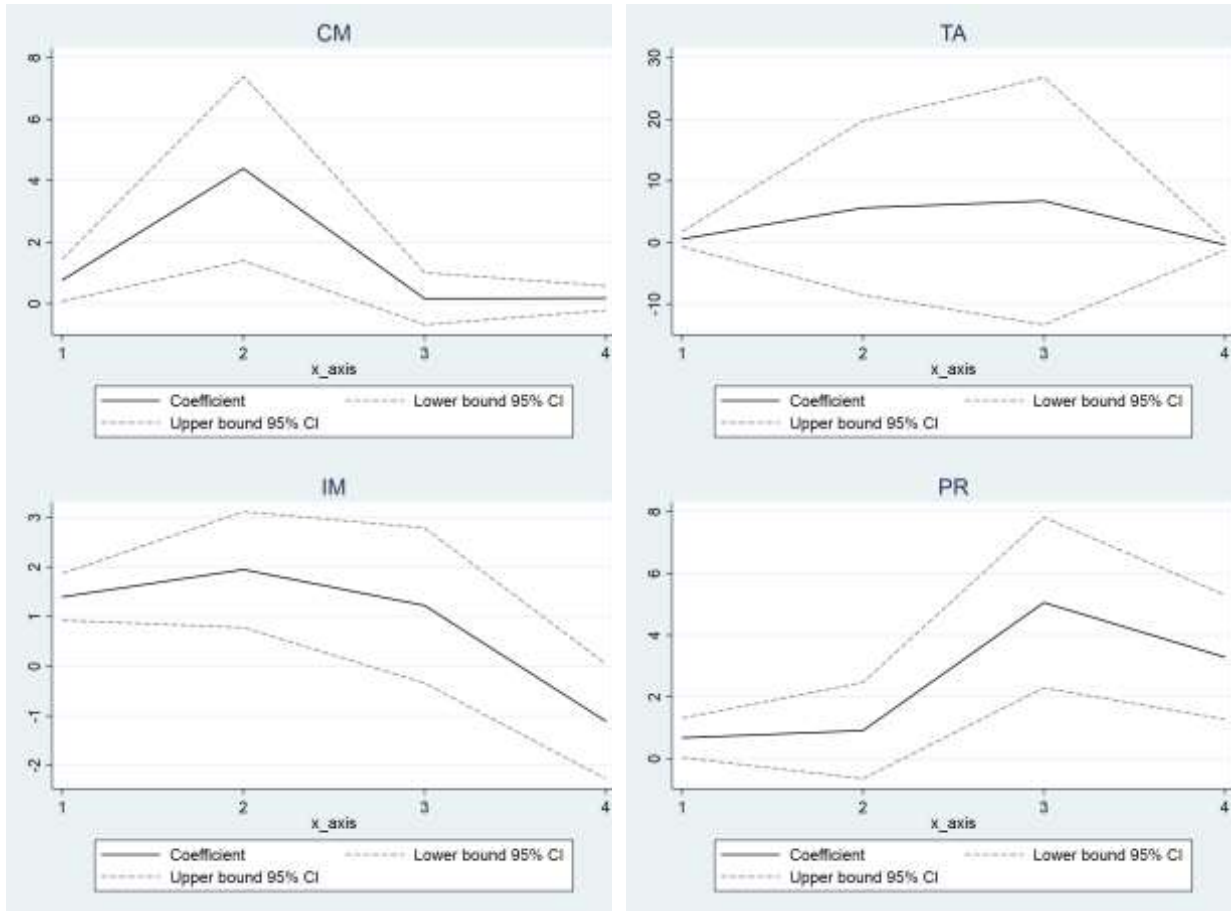 CM
8
6
4
2
0
1 2 3 4
x_axis
Coefficient Lower bound 95% CI
Upper bound 95% CI
TA
30
20
10
0
-10
1 2 3 4
x_axis
Coefficient Lower bound 95% CI
Upper bound 95% CI
IM
3
2
1
0
-1
-2
1 2 3 4
x_axis
Coefficient Lower bound 95% CI
Upper bound 95% CI
PR
8
6
4
2
0
1 2 3 4
x_axis
Coefficient Lower bound 95% CI
Upper bound 95% CI